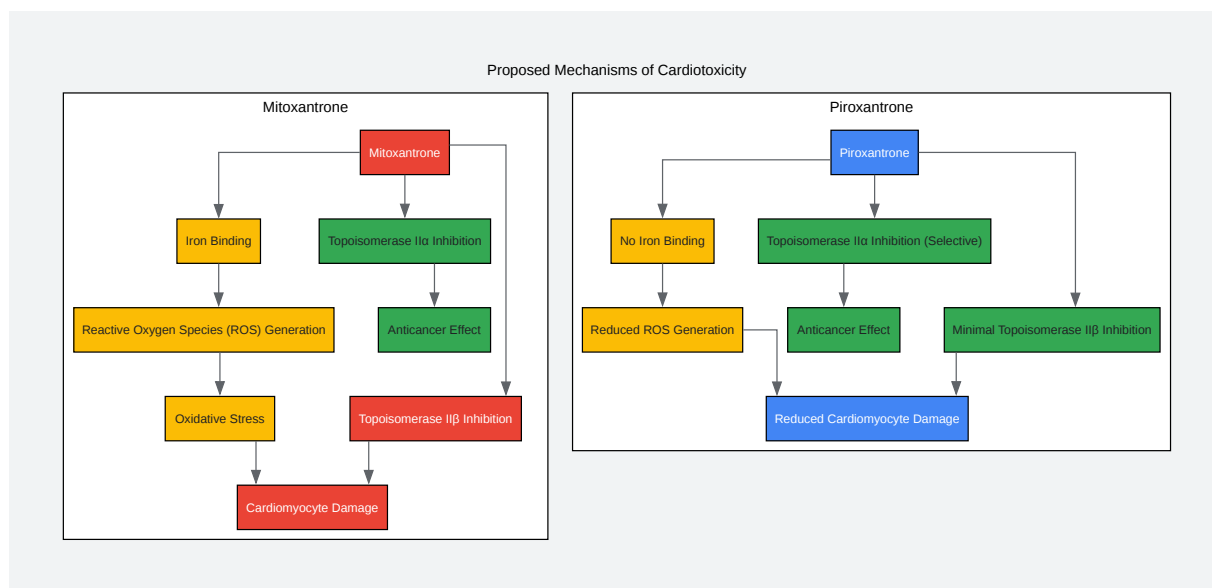 Proposed Mechanisms of Cardiotoxicity
Mitoxantrone
Mitoxantrone
Iron Binding
Topoisomerase IIα Inhibition
Reactive Oxygen Species (ROS) Generation
Anticancer Effect
Oxidative Stress
Topoisomerase IIβ Inhibition
Cardiomyocyte Damage
Piroxantrone
Piroxantrone
No Iron Binding
Topoisomerase IIα Inhibition (Selective)
Reduced ROS Generation
Anticancer Effect
Minimal Topoisomerase IIβ Inhibition
Reduced Cardiomyocyte Damage